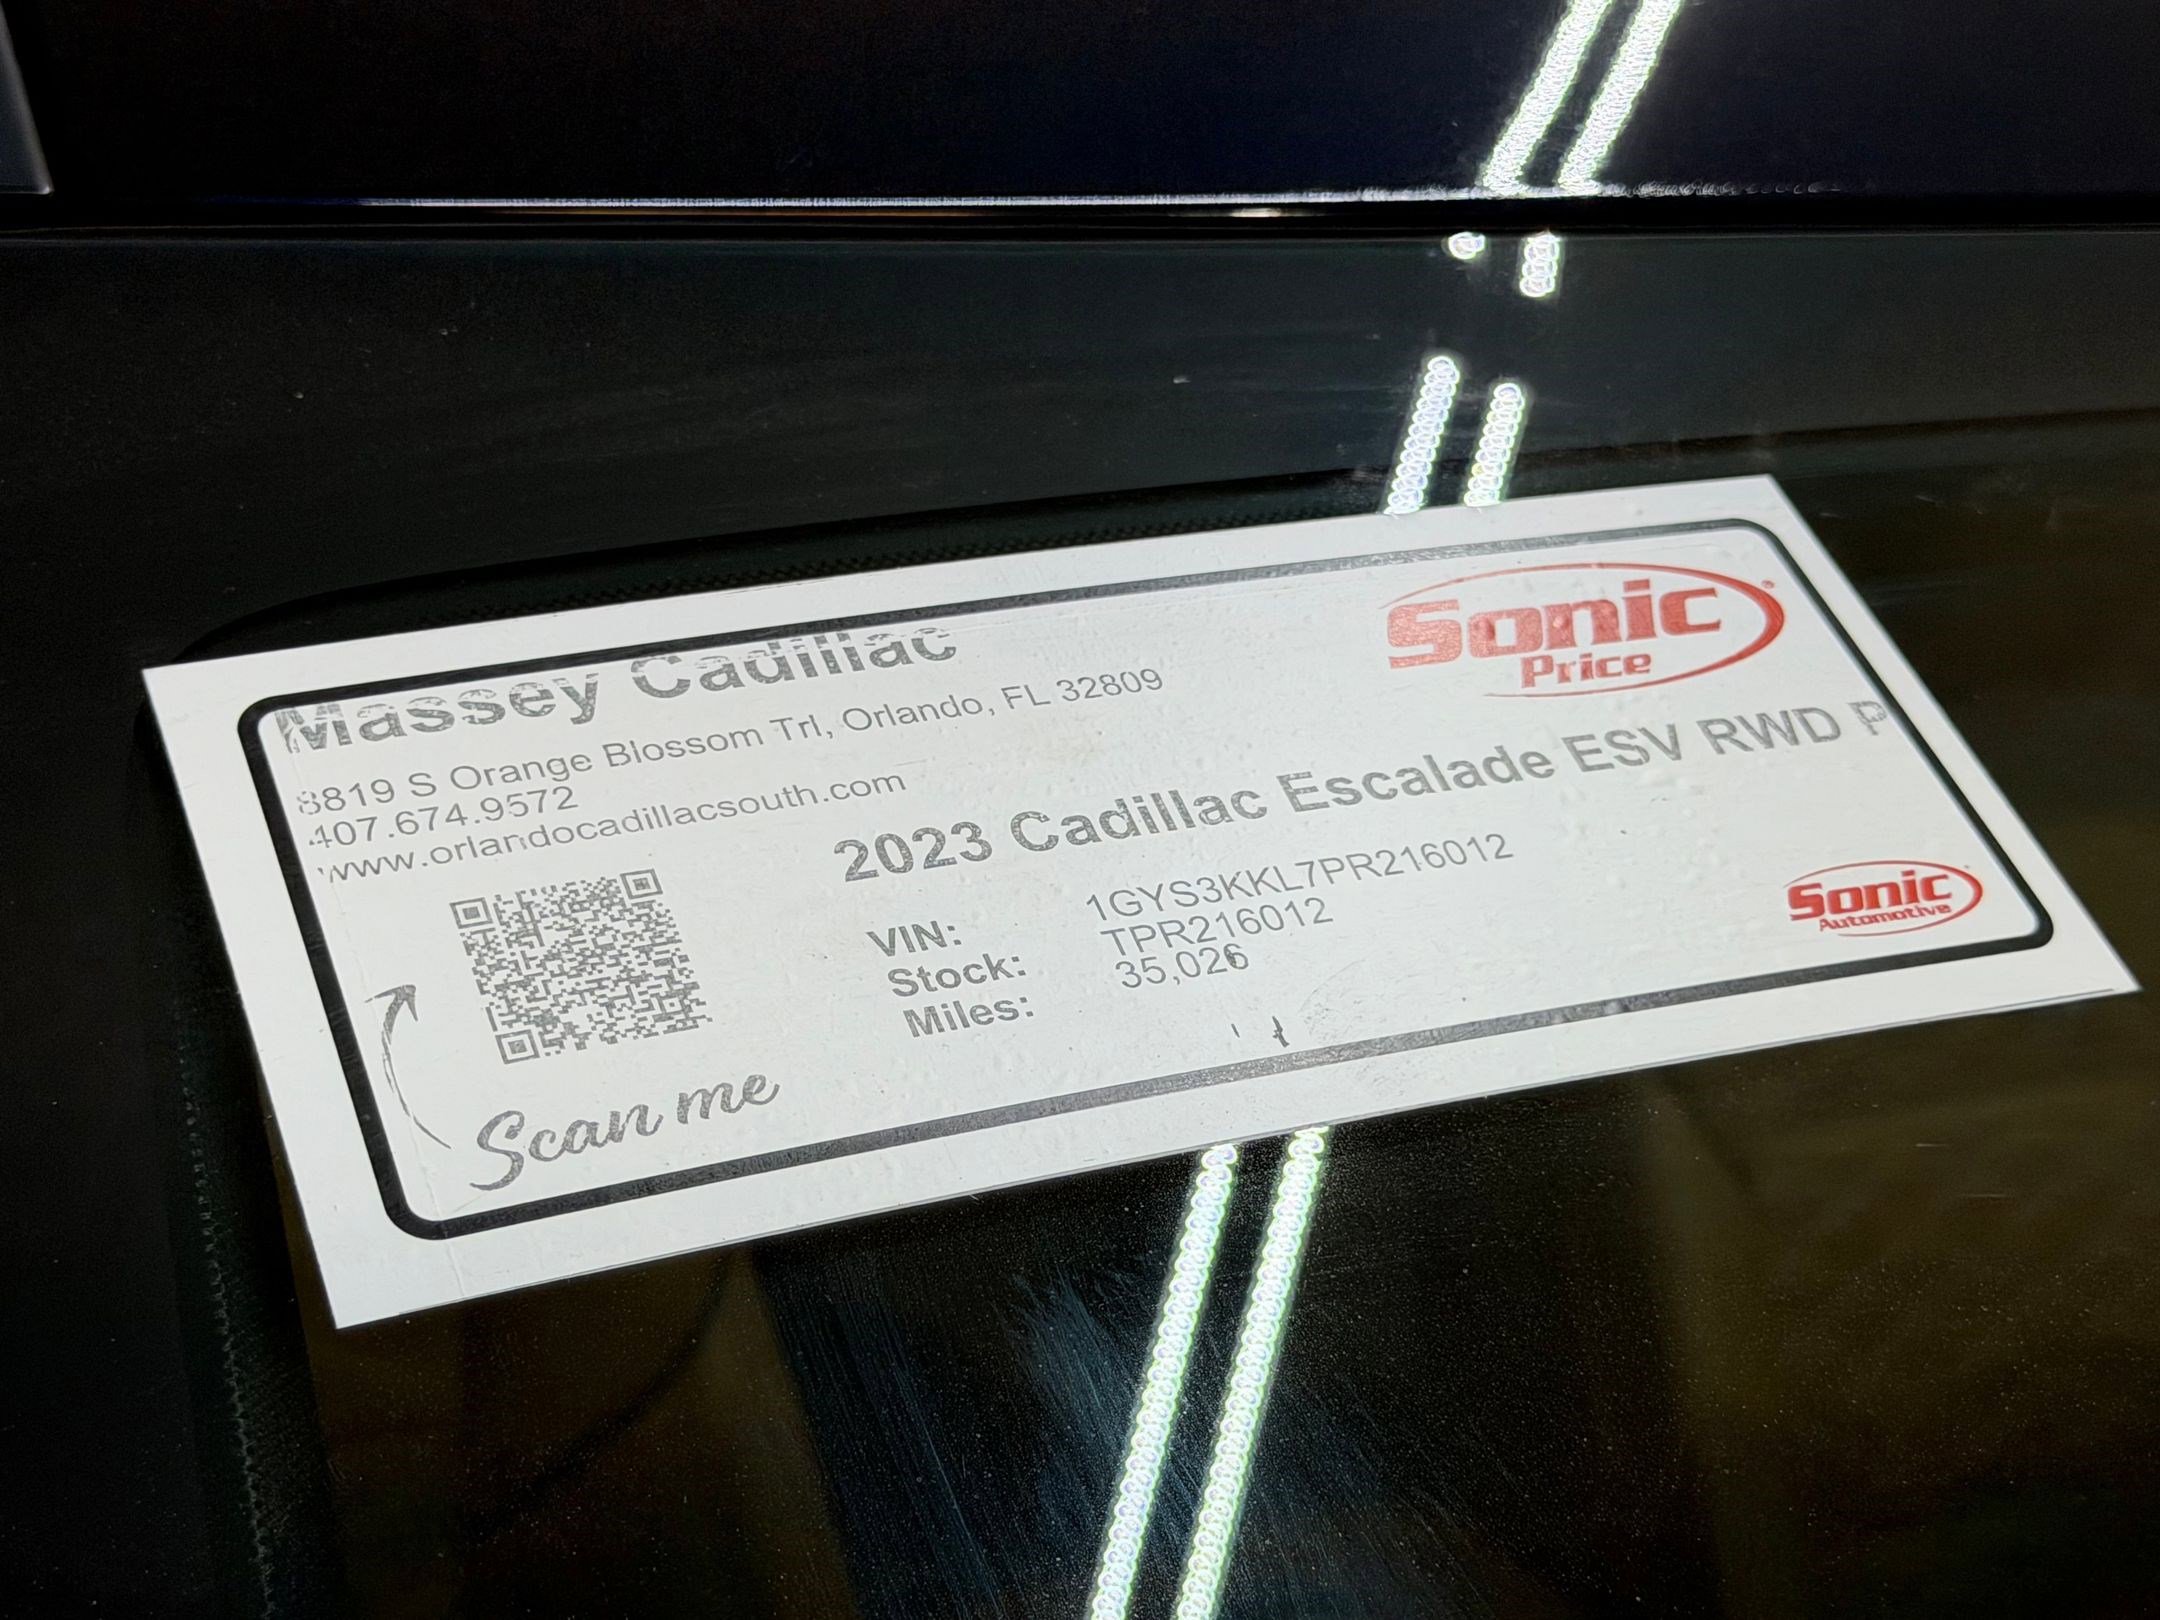 Massey Cadillac
8819 S Orange Blossom Trl, Orlando, FL 32809
407.674.9572
www.orlandocadillacsouth.com
Sonic
Price
2023 Cadillac Escalade ESV RWD P
VIN: 1GYS3KKL7PR216012
Stock: TPR216012
Miles: 35,026
Scan me
Sonic
Automotive